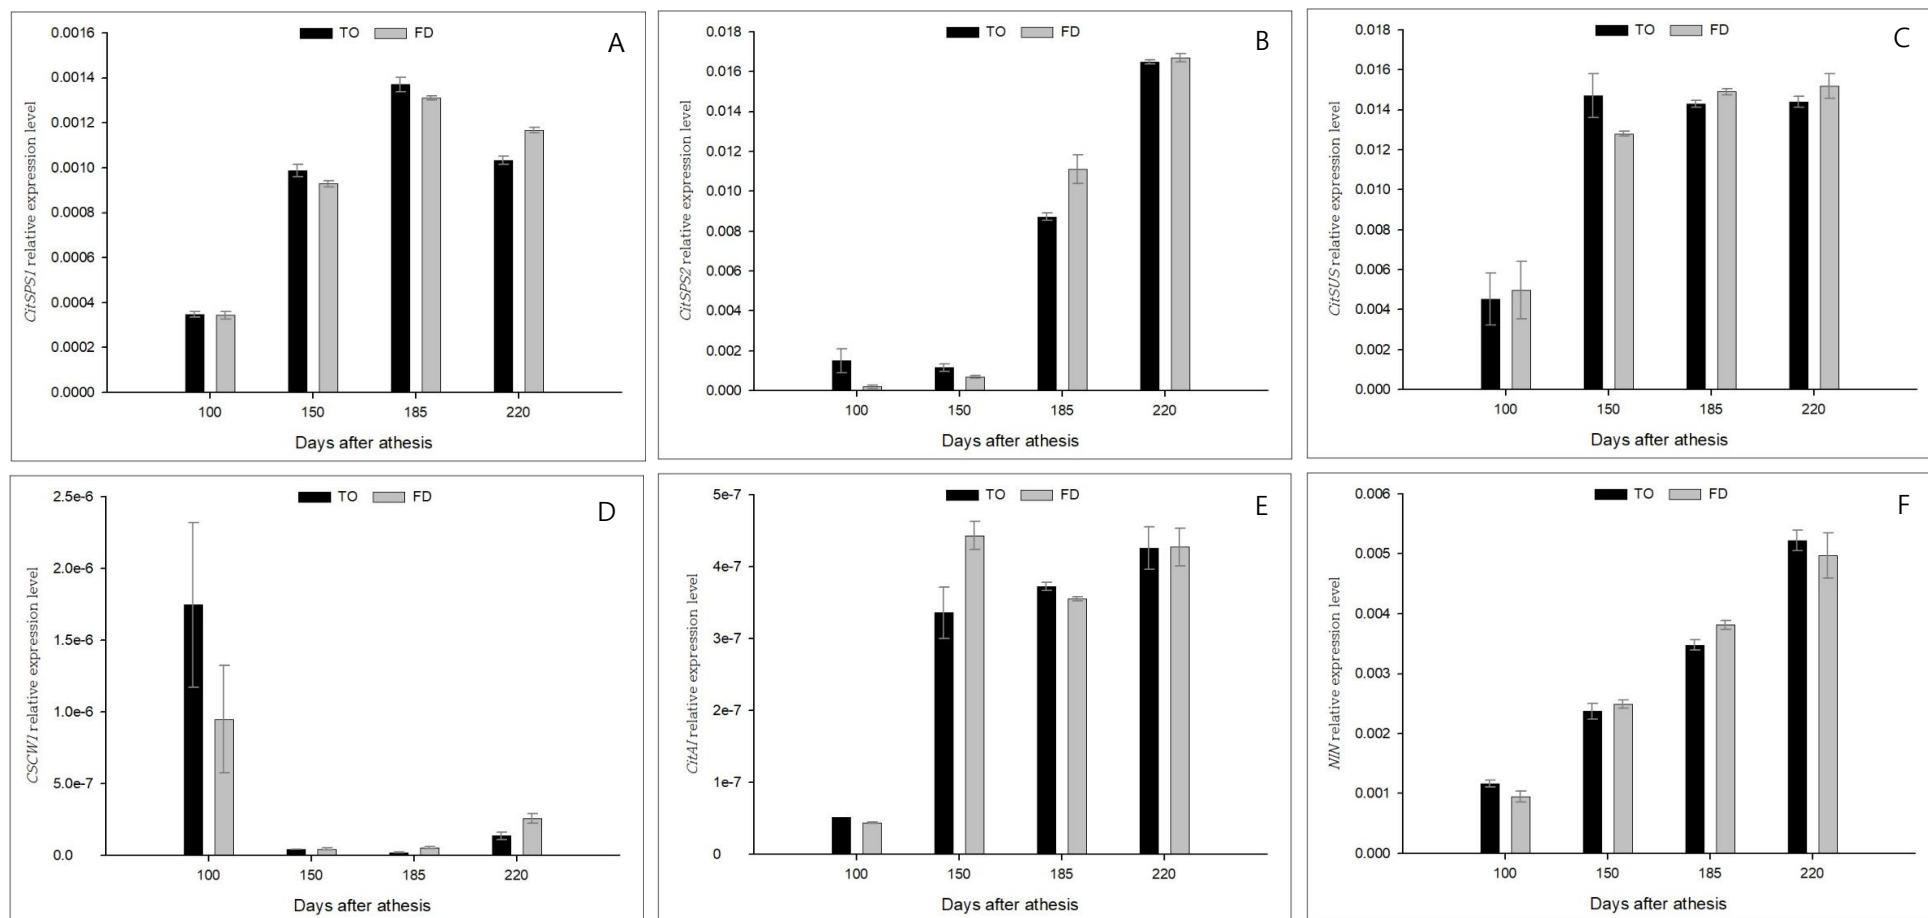 TO FD
A
0.0016
0.0014
0.0012
0.0010
0.0008
0.0006
0.0004
0.0002
0.0000
CitSPS1 relative expression level
100 150 185 220
Days after athesis
TO FD
B
0.018
0.016
0.014
0.012
0.010
0.008
0.006
0.004
0.002
0.000
CitSPS2 relative expression level
100 150 185 220
Days after athesis
TO FD
C
0.018
0.016
0.014
0.012
0.010
0.008
0.006
0.004
0.002
0.000
CitSUS relative expression level
100 150 185 220
Days after athesis
TO FD
D
2.5e-6
2.0e-6
1.5e-6
1.0e-6
5.0e-7
0.0
CSCW1 relative expression level
100 150 185 220
Days after athesis
TO FD
E
5e-7
4e-7
3e-7
2e-7
1e-7
0
CitAI relative expression level
100 150 185 220
Days after athesis
TO FD
F
0.006
0.005
0.004
0.003
0.002
0.001
0.000
NIN relative expression level
100 150 185 220
Days after athesis